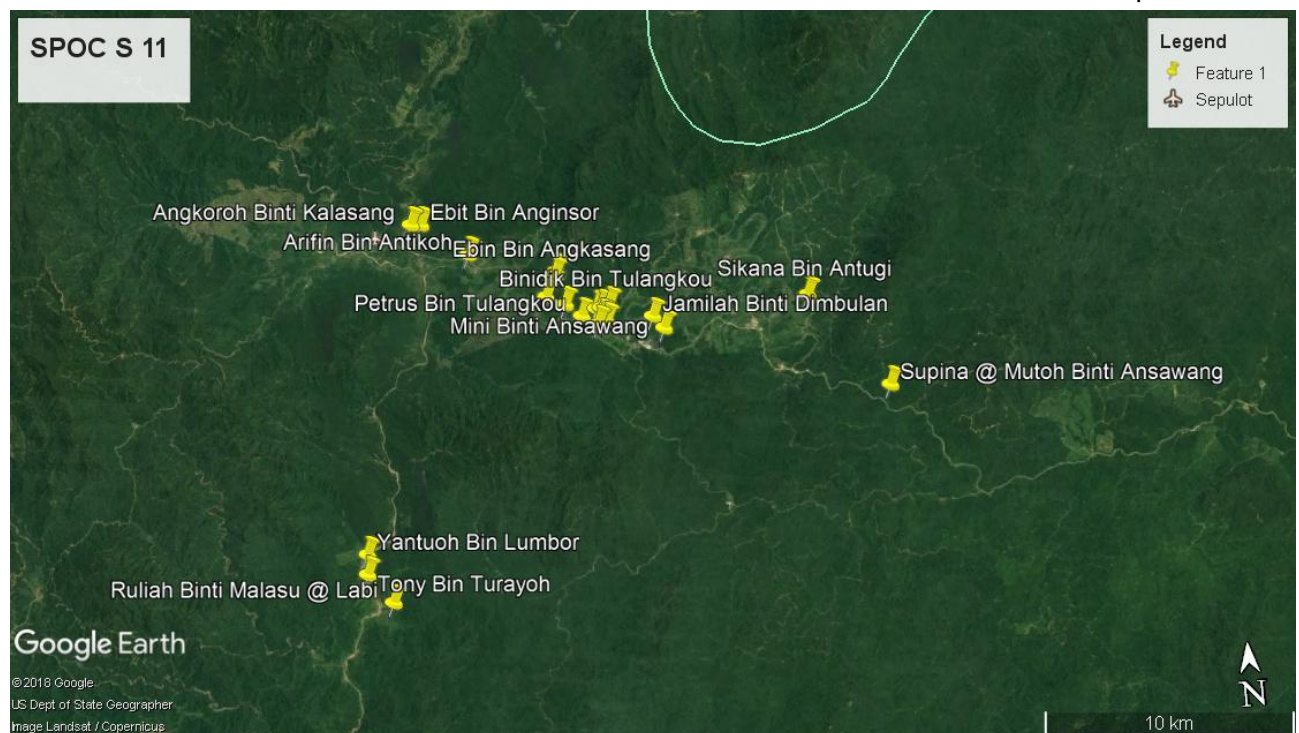 SPOC S 11
Legend
Feature 1
Sepulot
Angkoroh Binti Kalasang
Ebit Bin Anginsor
Arifin Bin Antikoh
Ebin Bin Angkasang
Sikana Bin Antugi
Binidik Bin Tulangkou
Petrus Bin Tulangkou
Jamilah Binti Dimbulan
Mini Binti Ansawang
Supina @ Mutoh Binti Ansawang
Yantuoh Bin Lumbor
Ruliah Binti Malasu @ Labi
Tony Bin Turayoh
Google Earth
© 2018 Google
US Dept of State Geographer
Image Landsat / Copernicus
N
10 km